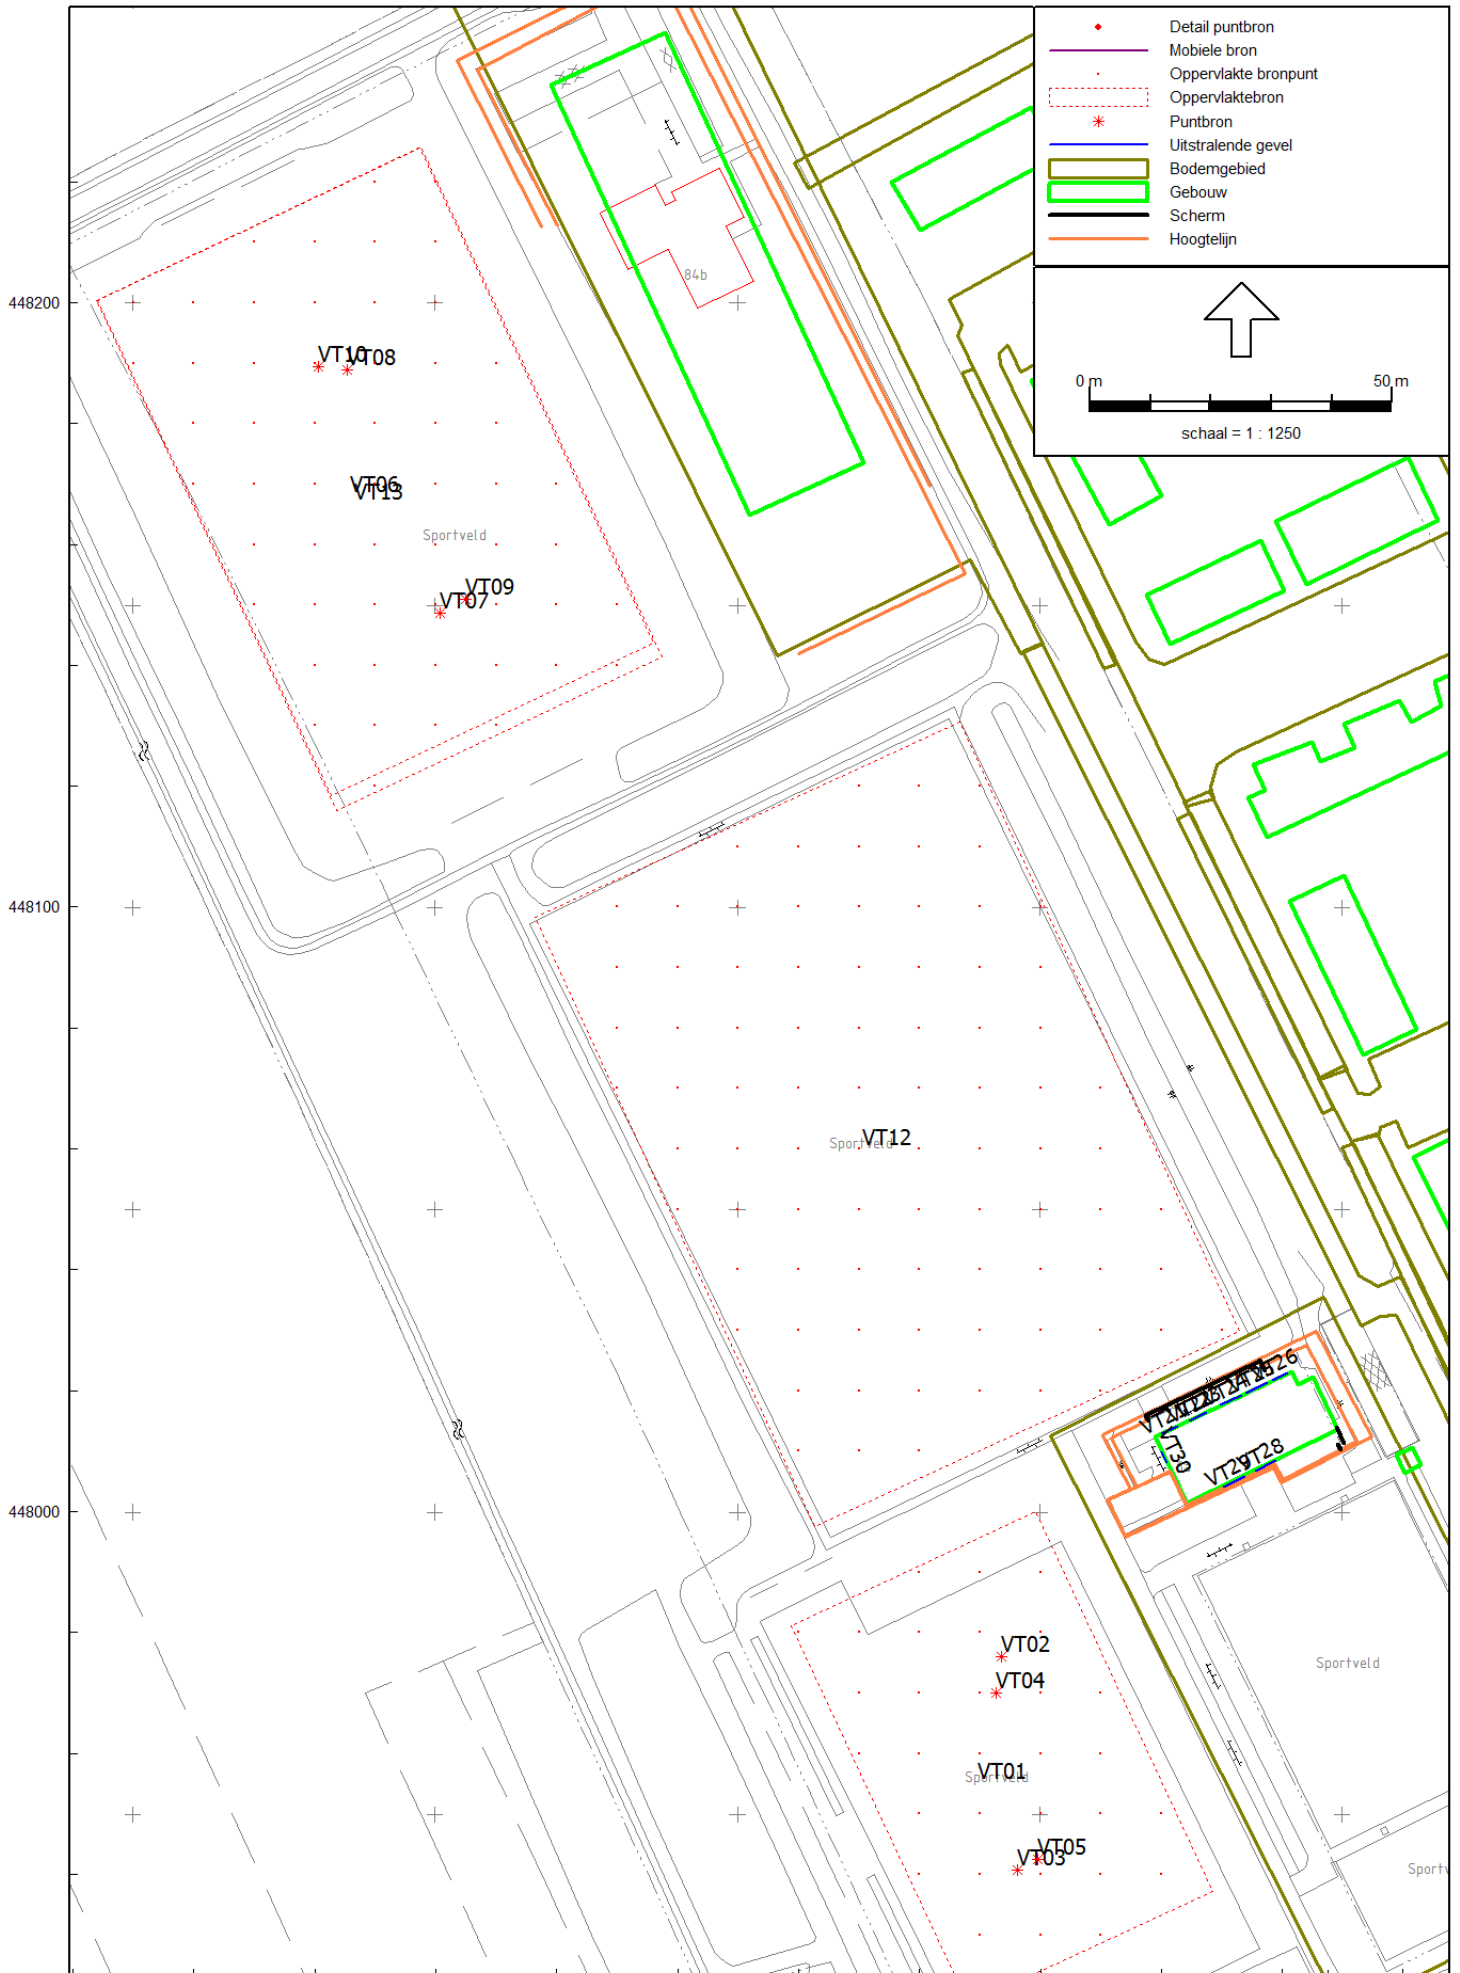 Detail puntbron
Mobiele bron
Oppervlakte bronpunt
Oppervlaktebron
Puntbron
Uitstralende gevel
Bodemgebied
Gebouw
Scherm
Hoogtelijn
0 m
50 m
schaal = 1 : 1250
84b
448200
VT10
VT08
VT06
VT13
Sportveld
VT09
VT07
448100
Sportveld
VT12
VT26
VT30
VT29
VT28
448000
VT02
VT04
Sportveld
VT01
Sportveld
VT05
VT03
Sportv